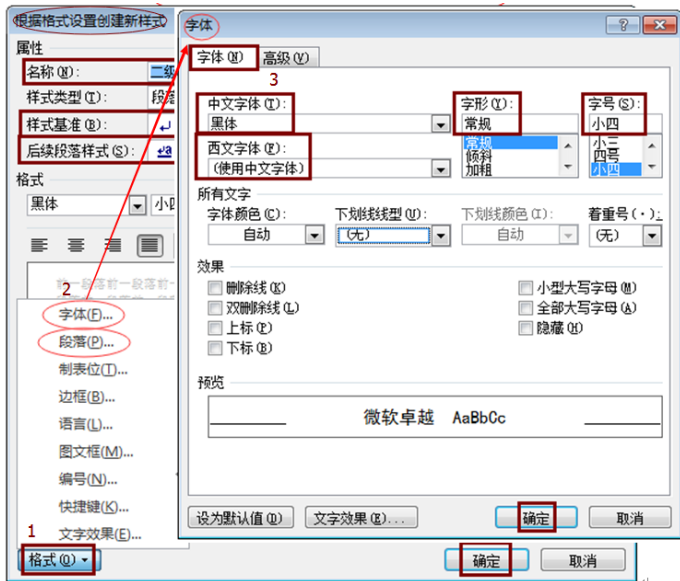 根据格式设置创建新样式
属性
名称(N):
二级
样式类型(T):
段落
样式基准(B):
后续段落样式(S):
格式
黑体
小四
2
字体(F)...
段落(P)...
制表位(T)...
边框(B)...
语言(L)...
图文框(M)...
编号(N)...
快捷键(K)...
1
文字效果(E)...
格式(O)
确定
取消
字体
字体(N)
高级(V)
3
中文字体(T):
黑体
字形(Y):
常规
常规
倾斜
加粗
字号(S):
小四
小三
四号
小四
西文字体(F):
(使用中文字体)
所有文字
字体颜色(C):
下划线线型(U):
下划线颜色(I):
着重号(·):
自动
(无)
自动
(无)
效果
删除线(K)
双删除线(L)
上标(P)
下标(B)
小型大写字母(M)
全部大写字母(A)
隐藏(H)
预览
微软卓越 AaBbCc
设为默认值(D)
文字效果(E)...
确定
取消